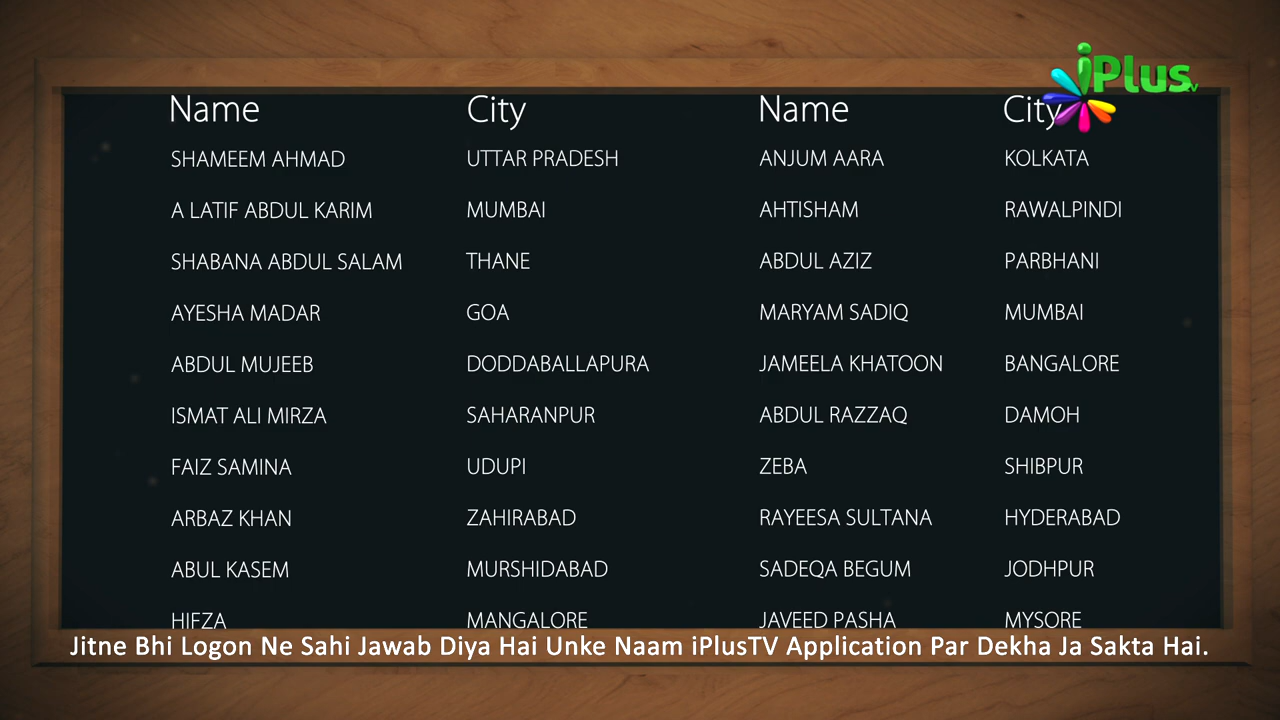 iPlus tv
Name City Name City
SHAMEEM AHMAD UTTAR PRADESH ANJUM AARA KOLKATA
A LATIF ABDUL KARIM MUMBAI AHTISHAM RAWALPINDI
SHABANA ABDUL SALAM THANE ABDUL AZIZ PARBHANI
AYESHA MADAR GOA MARYAM SADIQ MUMBAI
ABDUL MUJEEB DODDABALLAPURA JAMEELA KHATOON BANGALORE
ISMAT ALI MIRZA SAHARANPUR ABDUL RAZZAQ DAMOH
FAIZ SAMINA UDUPI ZEBA SHIBPUR
ARBAZ KHAN ZAHIRABAD RAYEESA SULTANA HYDERABAD
ABUL KASEM MURSHIDABAD SADEQA BEGUM JODHPUR
HIFZA MANGALORE JAVEED PASHA MYSORE
Jitne Bhi Logon Ne Sahi Jawab Diya Hai Unke Naam iPlusTV Application Par Dekha Ja Sakta Hai.